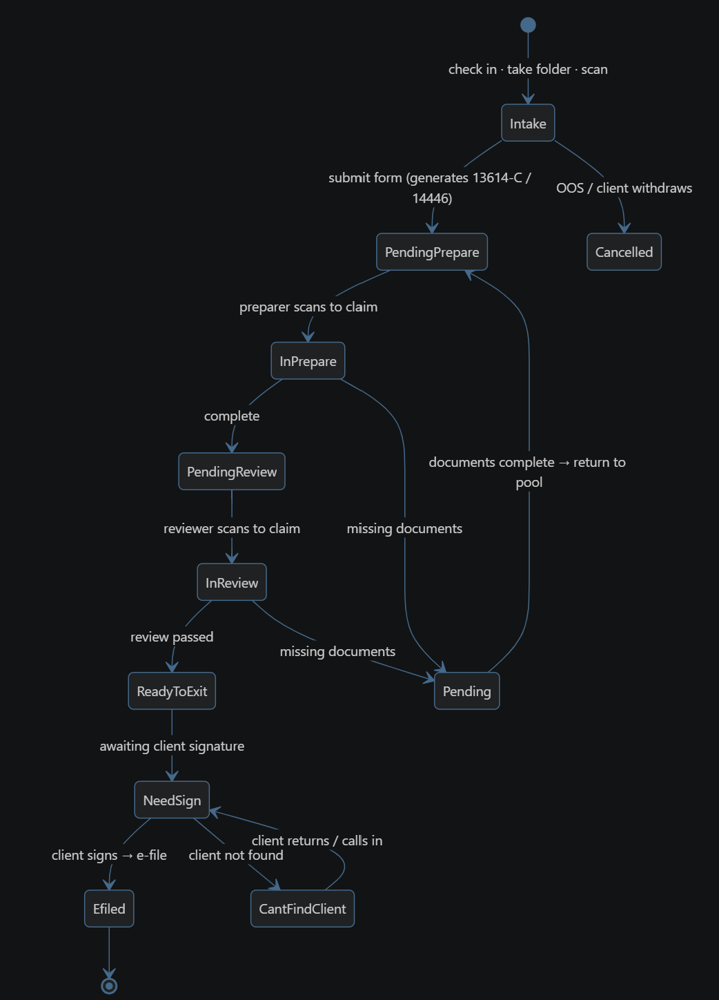 check in · take folder · scan
Intake
submit form (generates 13614-C /
14446)
OOS / client withdraws
PendingPrepare
Cancelled
preparer scans to claim
InPrepare
complete
PendingReview
documents complete → return to
pool
reviewer scans to claim
missing documents
InReview
review passed
missing documents
ReadyToExit
Pending
awaiting client signature
NeedSign
client returns / calls in
client signs → e-file
client not found
Efiled
CantFindClient